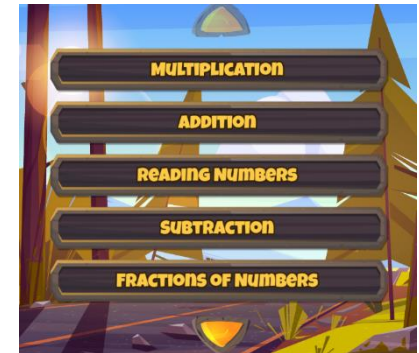 MULTIPLICATION
ADDITION
READING NUMBERS
SUBTRACTION
FRACTIONS OF NUMBERS